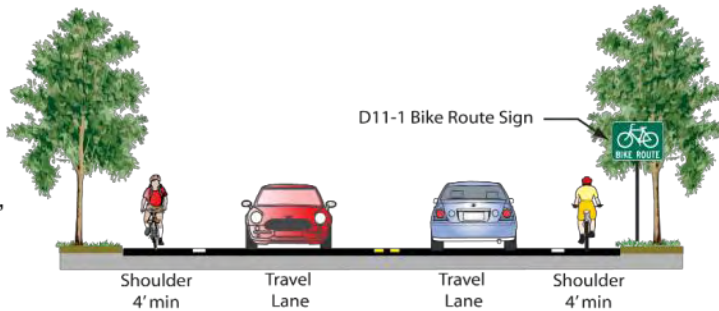 D11-1 Bike Route Sign
BIKE ROUTE
,
Shoulder
4' min
Travel
Lane
Travel
Lane
Shoulder
4' min